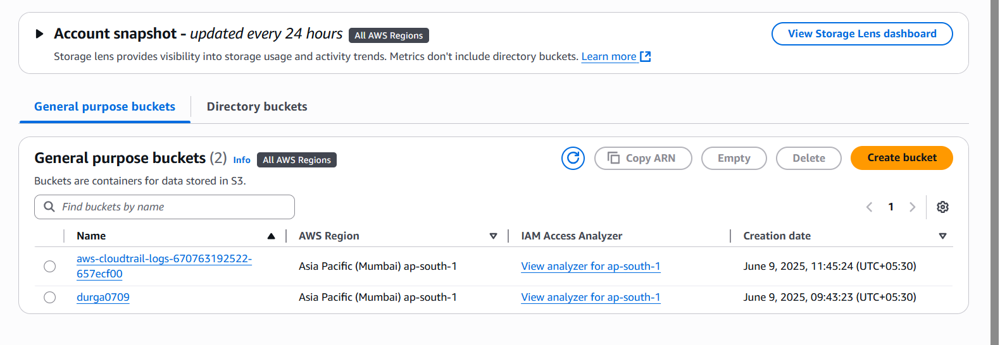 Account snapshot - updated every 24 hours All AWS Regions
View Storage Lens dashboard
Storage lens provides visibility into storage usage and activity trends. Metrics don't include directory buckets. Learn more
General purpose buckets
Directory buckets
General purpose buckets (2) Info All AWS Regions
Copy ARN
Empty
Delete
Create bucket
Buckets are containers for data stored in S3.
Find buckets by name
1
Name
AWS Region
IAM Access Analyzer
Creation date
aws-cloudtrail-logs-670763192522-
657ecf00
Asia Pacific (Mumbai) ap-south-1
View analyzer for ap-south-1
June 9, 2025, 11:45:24 (UTC+05:30)
durga0709
Asia Pacific (Mumbai) ap-south-1
View analyzer for ap-south-1
June 9, 2025, 09:43:23 (UTC+05:30)